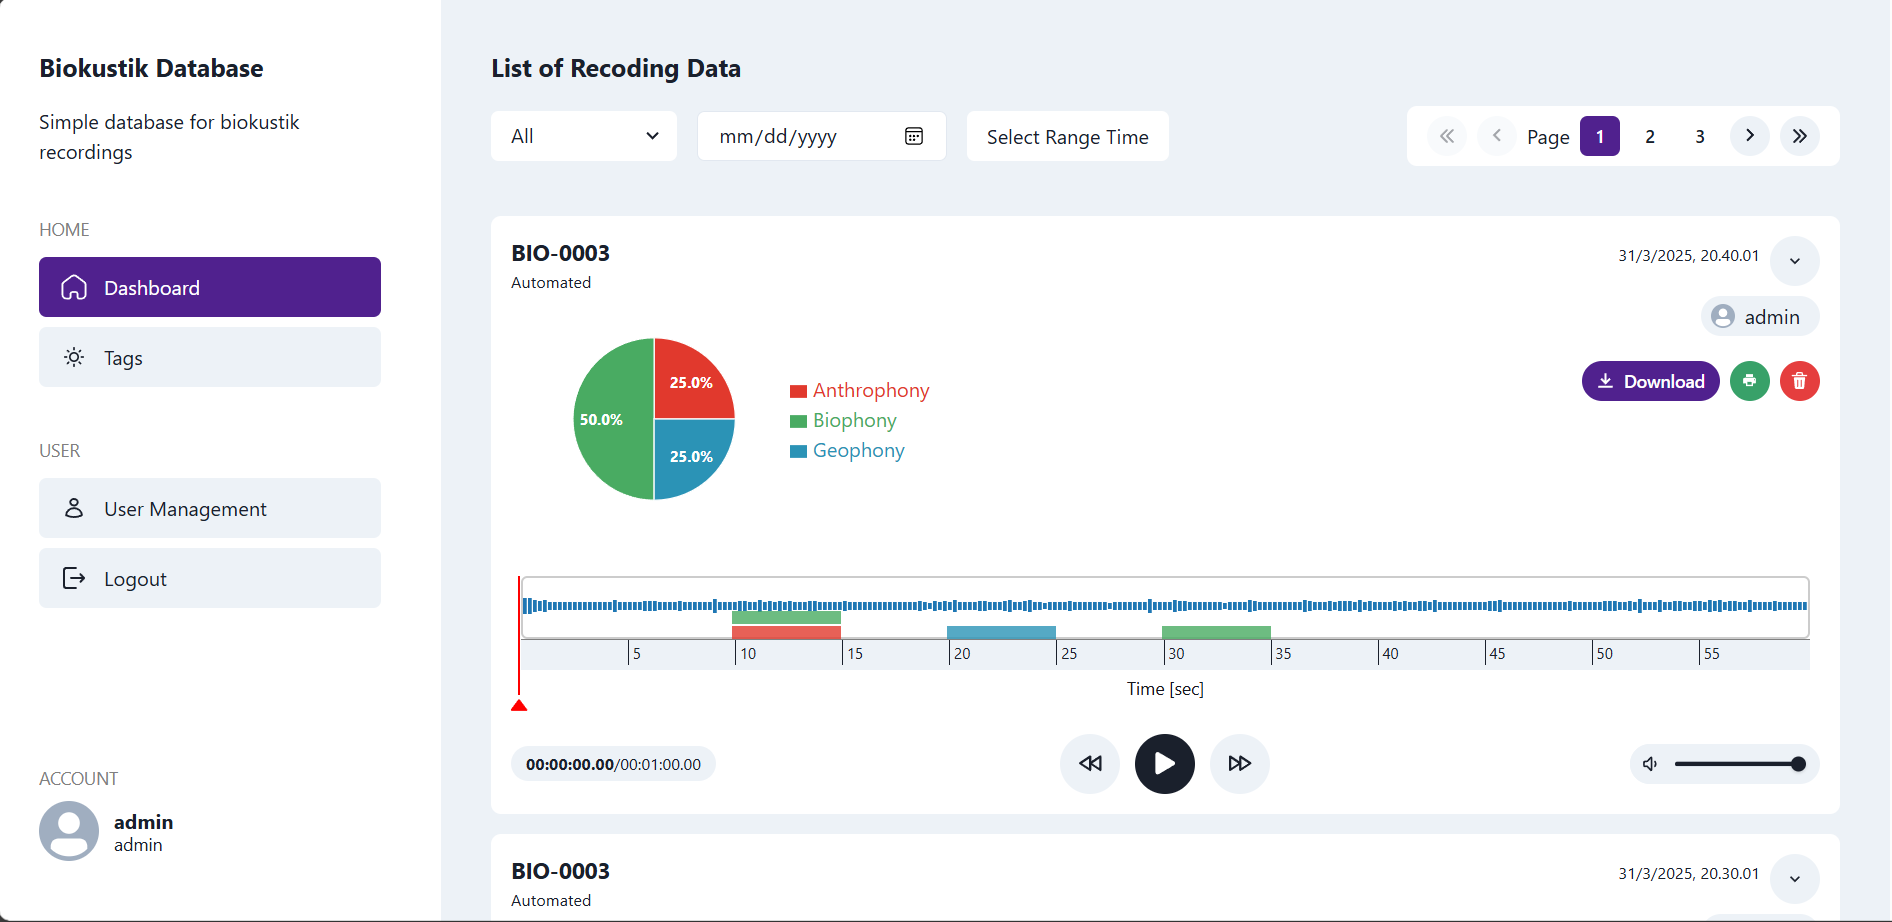 Biokustik Database
Simple database for biokustik
recordings
HOME
Dashboard
Tags
USER
User Management
Logout
ACCOUNT
admin
admin
List of Recoding Data
All
mm/dd/yyyy
Select Range Time
Page 1 2 3
BIO-0003
Automated
31/3/2025, 20.40.01
admin
Download
25.0%
50.0%
25.0%
Anthrophony
Biophony
Geophony
5 10 15 20 25 30 35 40 45 50 55
Time [sec]
00:00:00.00/00:01:00.00
BIO-0003
Automated
31/3/2025, 20.30.01